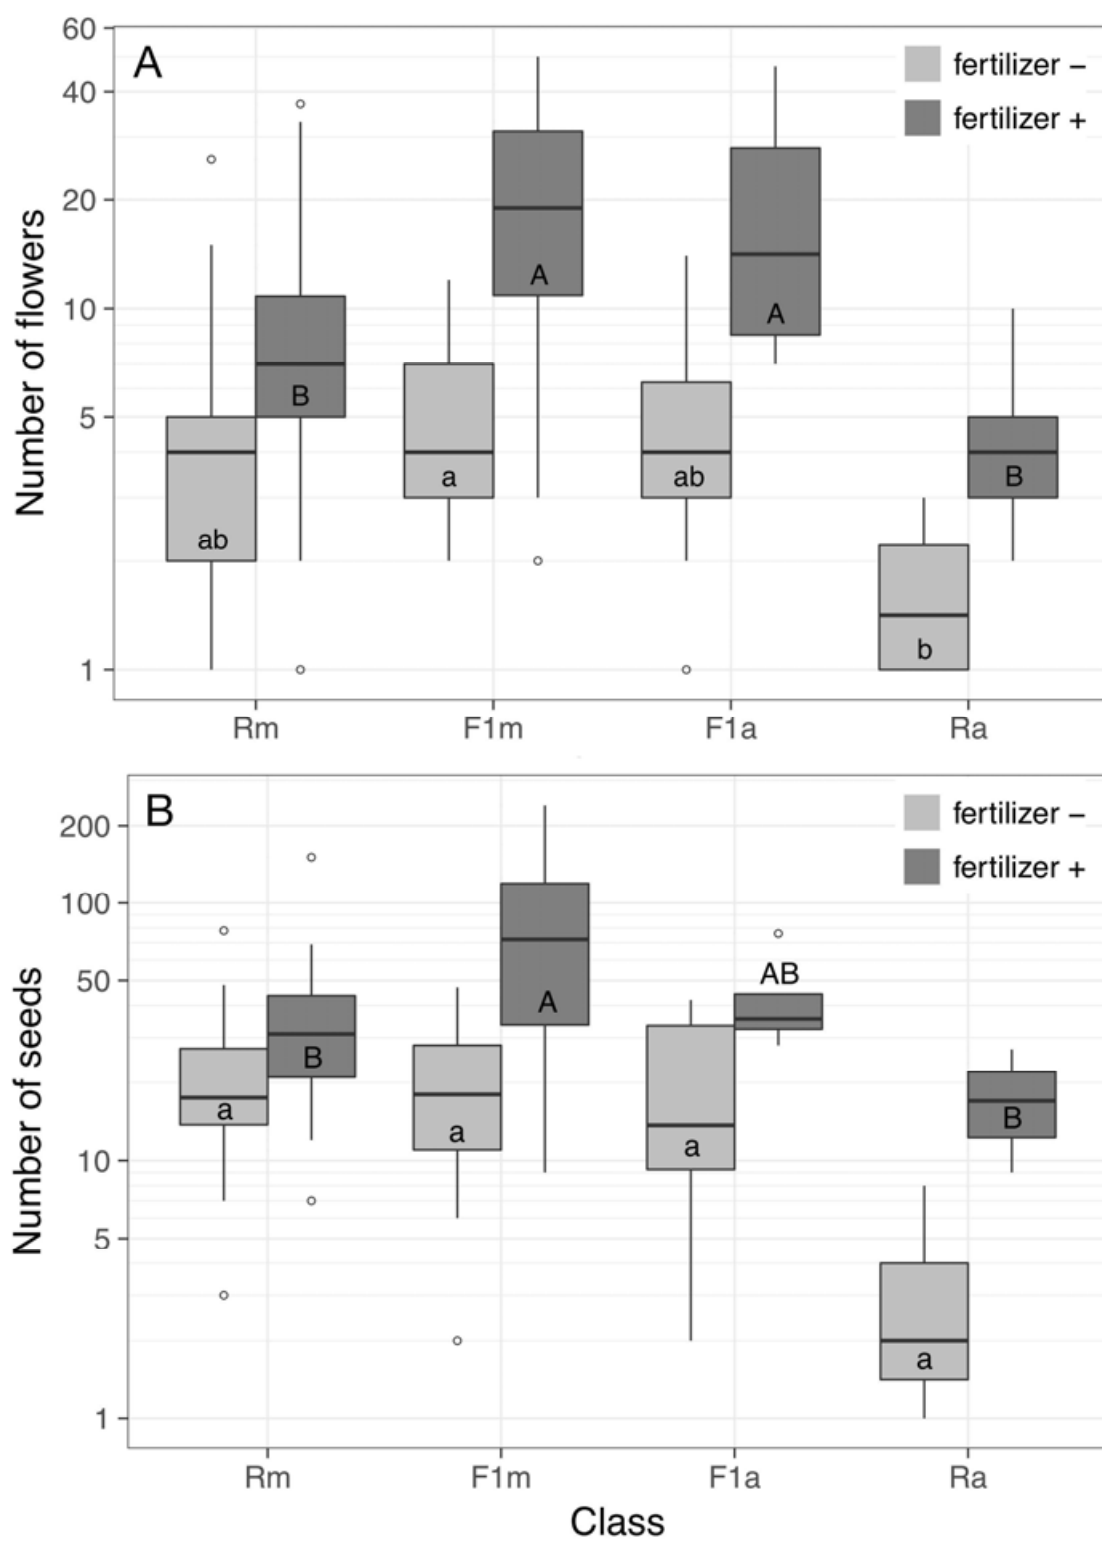 A
fertilizer –
fertilizer +
60
40
20
10
5
1
Number of flowers
ab
B
a
A
ab
A
b
B
Rm F1m F1a Ra
B
fertilizer –
fertilizer +
200
100
50
10
5
1
Number of seeds
a
B
a
A
a
AB
a
B
Rm F1m F1a Ra
Class